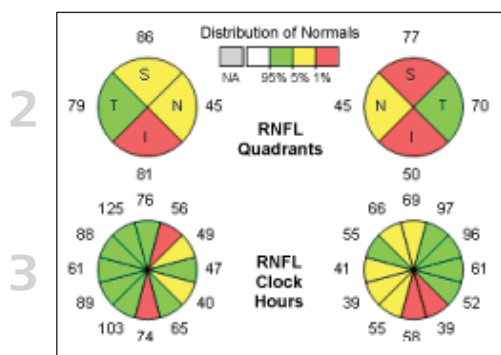 86 Distribution of Normals 77
NA 95% 5% 1%
2
S S
79 T N 45 45 N T 70
I I
RNFL
Quadrants
81 50
3
76 69
125 56 66 97
88 49 55 96
61 47 41 61
RNFL
Clock
Hours
89 40 39 52
103 65 55 39
74 58